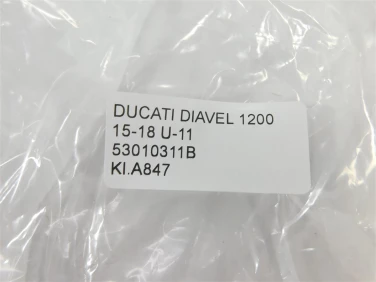 DUCATI DIAVEL 1200
15-18 U-11
53010311B
KI.A847